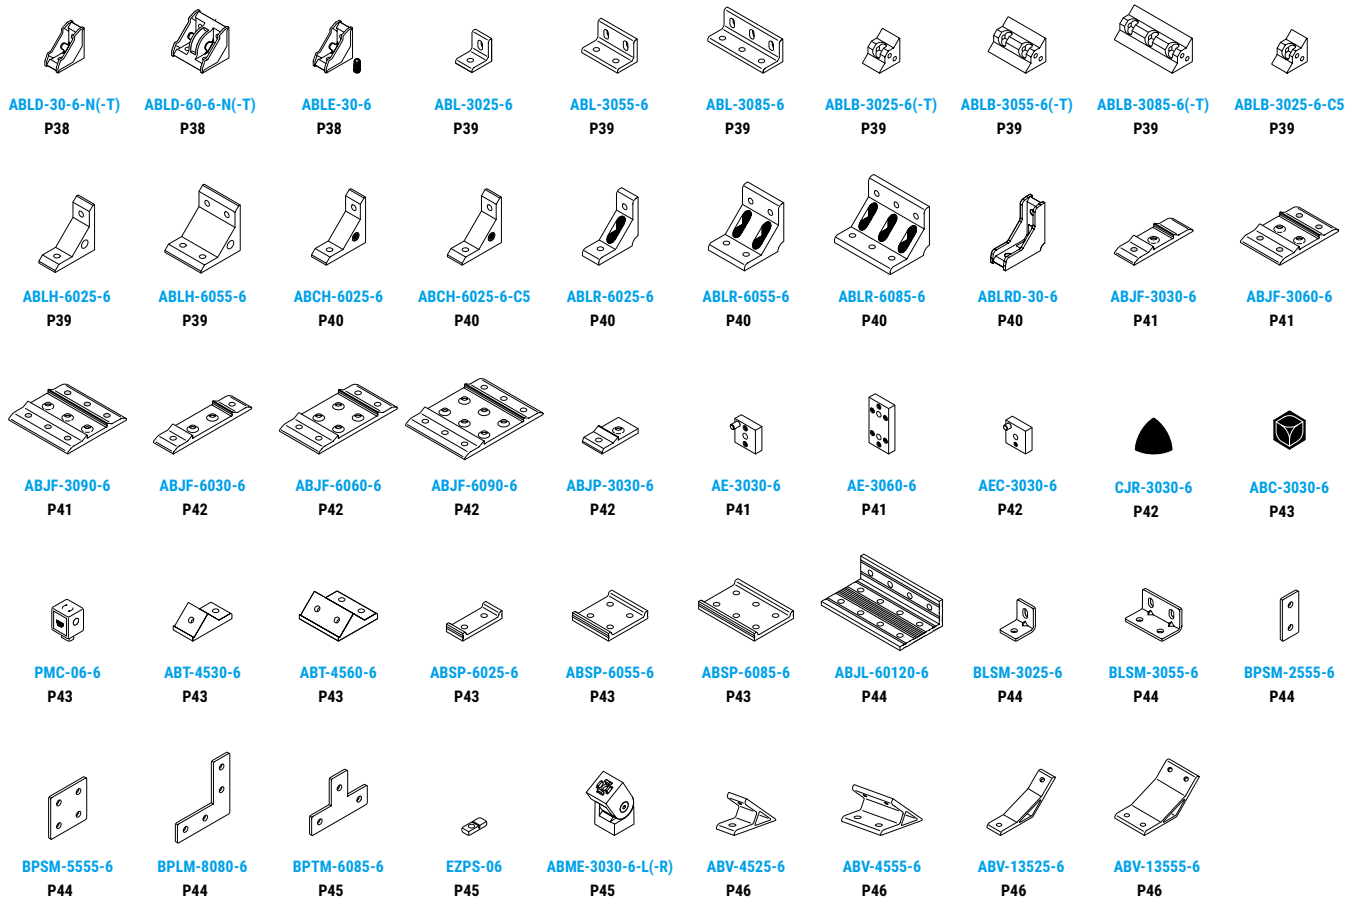 ABLD-30-6-N(-T) ABLD-60-6-N(-T) ABLE-30-6 ABL-3025-6 ABL-3055-6 ABL-3085-6 ABLB-3025-6(-T) ABLB-3055-6(-T) ABLB-3085-6(-T) ABLB-3025-6-C5
P38 P38 P38 P39 P39 P39 P39 P39 P39 P39
ABLH-6025-6 ABLH-6055-6 ABCH-6025-6 ABCH-6025-6-C5 ABLR-6025-6 ABLR-6055-6 ABLR-6085-6 ABLRD-30-6 ABJF-3030-6 ABJF-3060-6
P39 P39 P40 P40 P40 P40 P40 P40 P41 P41
ABJF-3090-6 ABJF-6030-6 ABJF-6060-6 ABJF-6090-6 ABJP-3030-6 AE-3030-6 AE-3060-6 AEC-3030-6 CJR-3030-6 ABC-3030-6
P41 P42 P42 P42 P42 P41 P41 P42 P42 P43
PMC-06-6 ABT-4530-6 ABT-4560-6 ABSP-6025-6 ABSP-6055-6 ABSP-6085-6 ABJL-60120-6 BLSM-3025-6 BLSM-3055-6 BPSM-2555-6
P43 P43 P43 P43 P43 P43 P44 P44 P44 P44
BPSM-5555-6 BPLM-8080-6 BPTM-6085-6 EZPS-06 ABME-3030-6-L(-R) ABV-4525-6 ABV-4555-6 ABV-13525-6 ABV-13555-6
P44 P44 P45 P45 P45 P46 P46 P46 P46